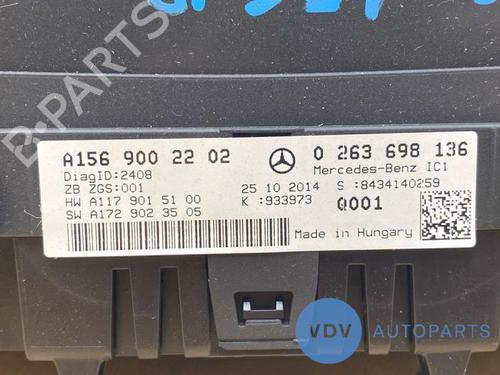 B-PARTS
A156 900 22 02
0 263 698 136
DiagID:2408
Mercedes-Benz IC1
ZB ZGS:001
25 10 2014
S :8434140259
HW A117 901 51 00
K :933973
Q001
SW A172 902 35 05
Made in Hungary
VDV AUTOPARTS